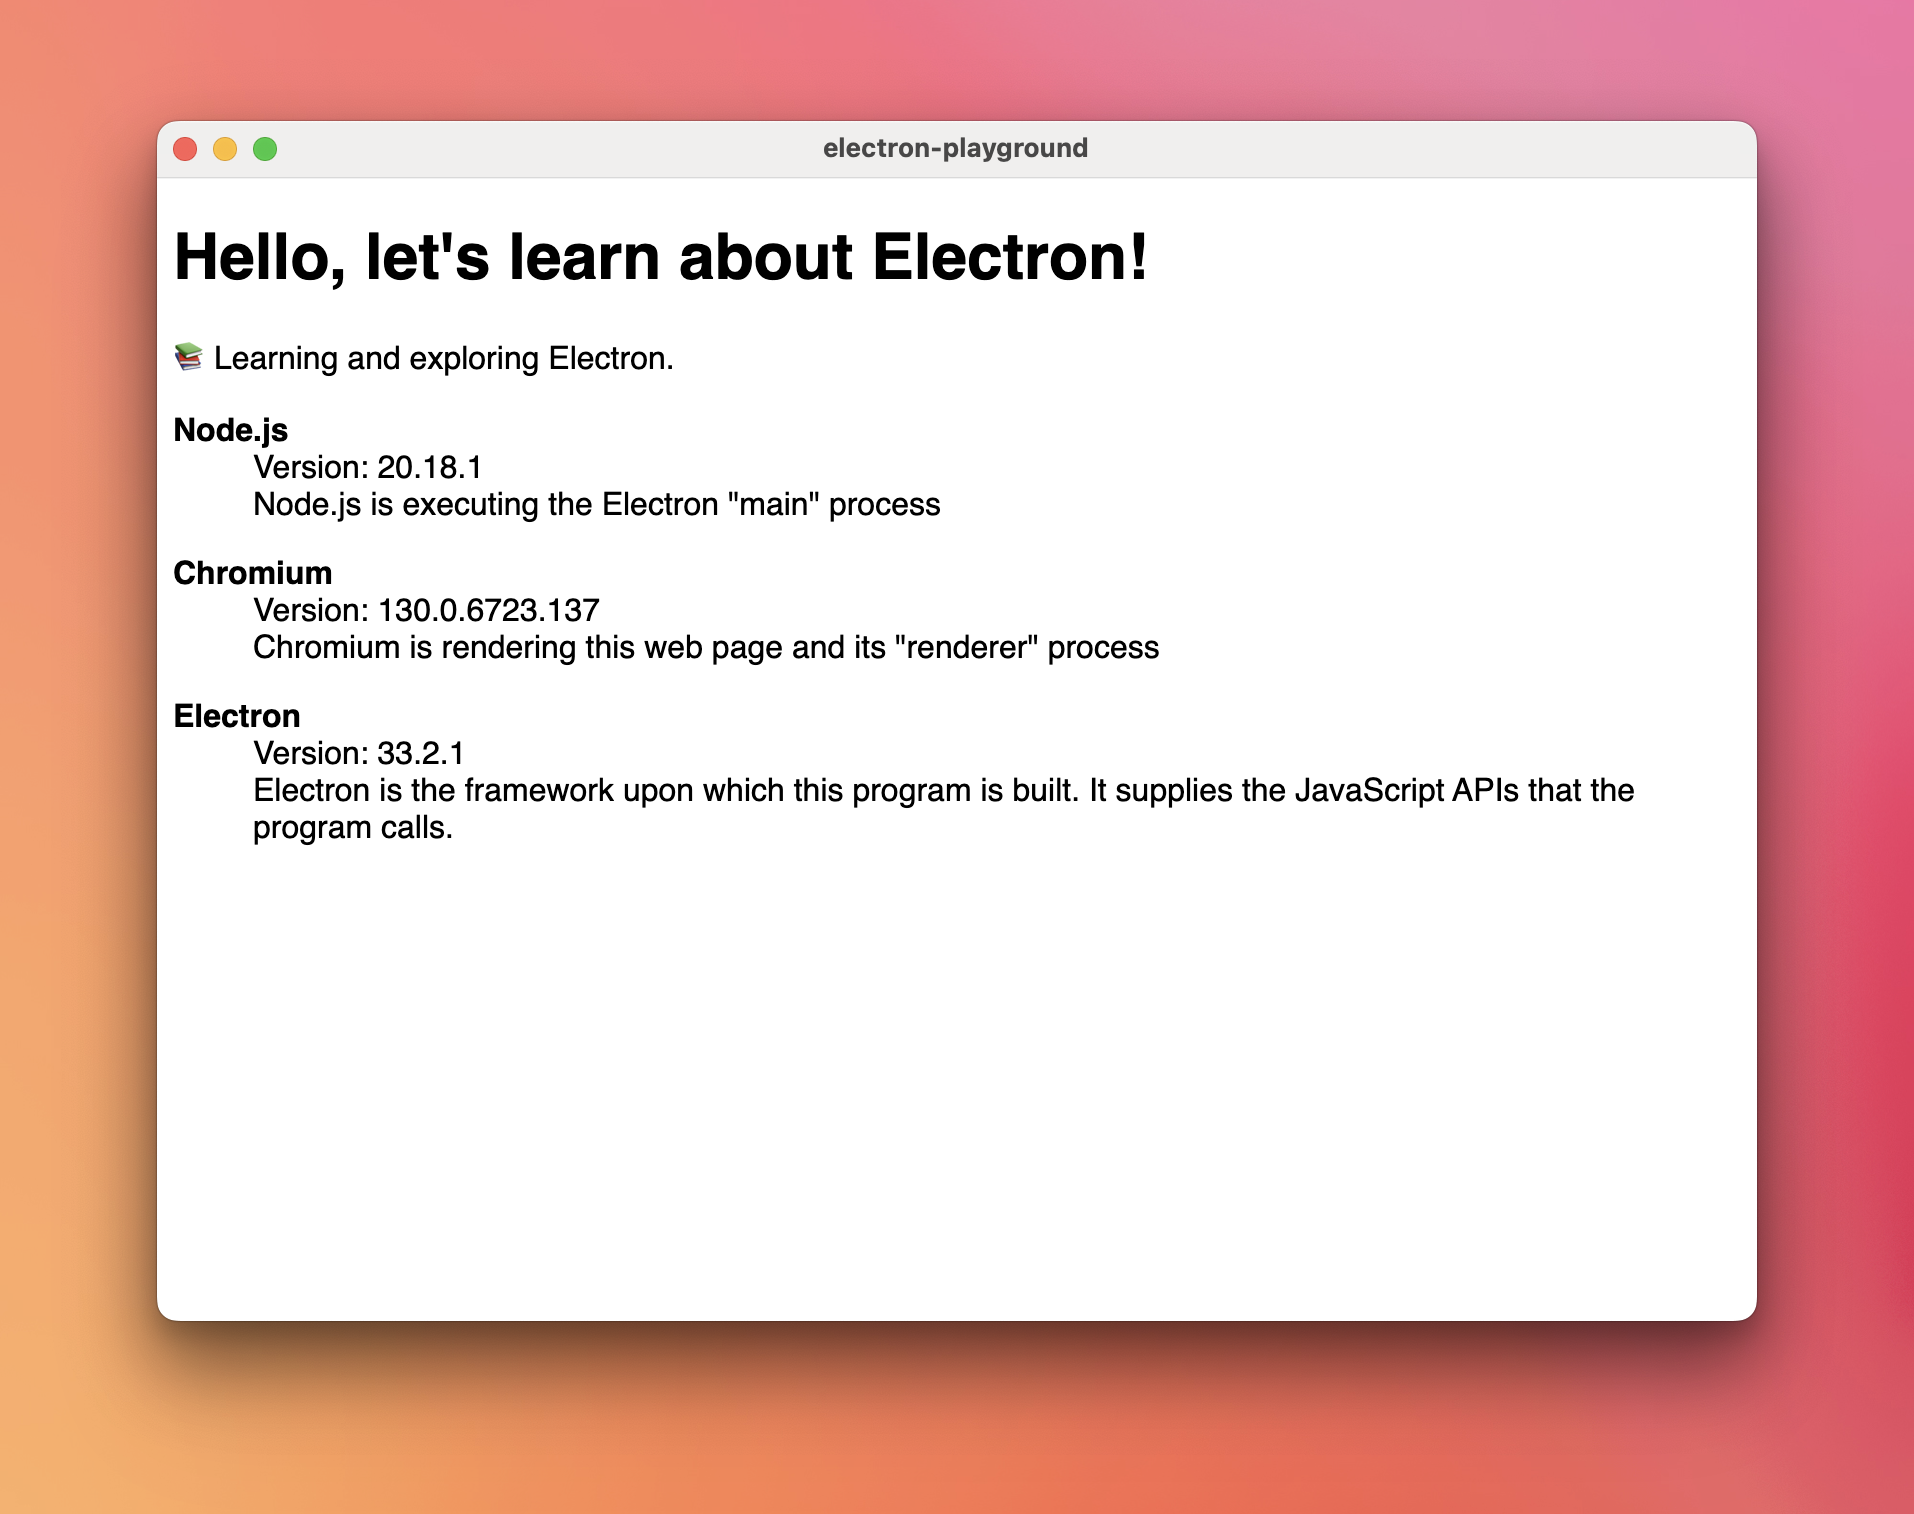 electron-playground
Hello, let's learn about Electron!
📚 Learning and exploring Electron.
Node.js
Version: 20.18.1
Node.js is executing the Electron "main" process
Chromium
Version: 130.0.6723.137
Chromium is rendering this web page and its "renderer" process
Electron
Version: 33.2.1
Electron is the framework upon which this program is built. It supplies the JavaScript APIs that the
program calls.